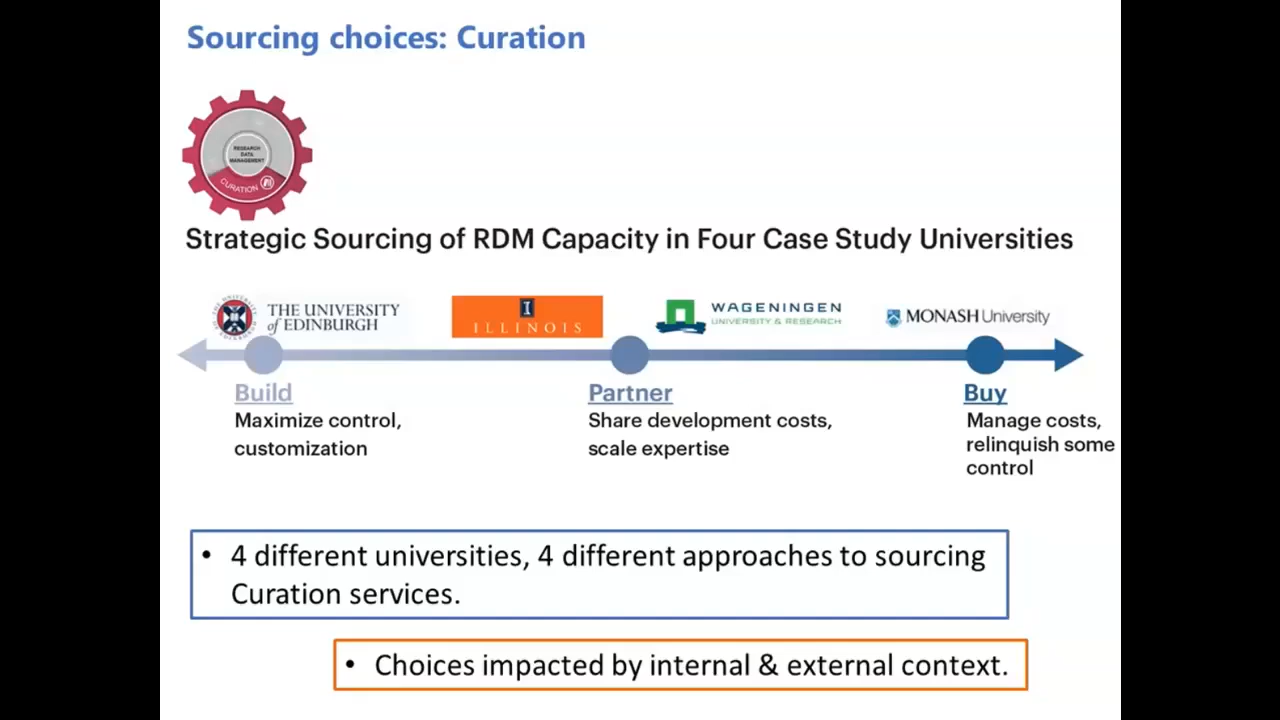 Sourcing choices: Curation
RESEARCH
DATA
MANAGEMENT
CURATION
Strategic Sourcing of RDM Capacity in Four Case Study Universities
THE UNIVERSITY
of EDINBURGH
I
ILLINOIS
WAGENINGEN
UNIVERSITY & RESEARCH
MONASH University
Build
Maximize control,
customization
Partner
Share development costs,
scale expertise
Buy
Manage costs,
relinquish some
control
• 4 different universities, 4 different approaches to sourcing
Curation services.
• Choices impacted by internal & external context.